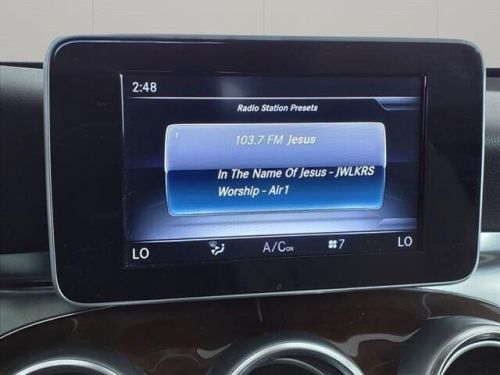 2:48
Radio Station Presets
1
103.7 FM Jesus
In The Name Of Jesus - JWLKRS
Worship - Air1
LO A/C ON 7 LO